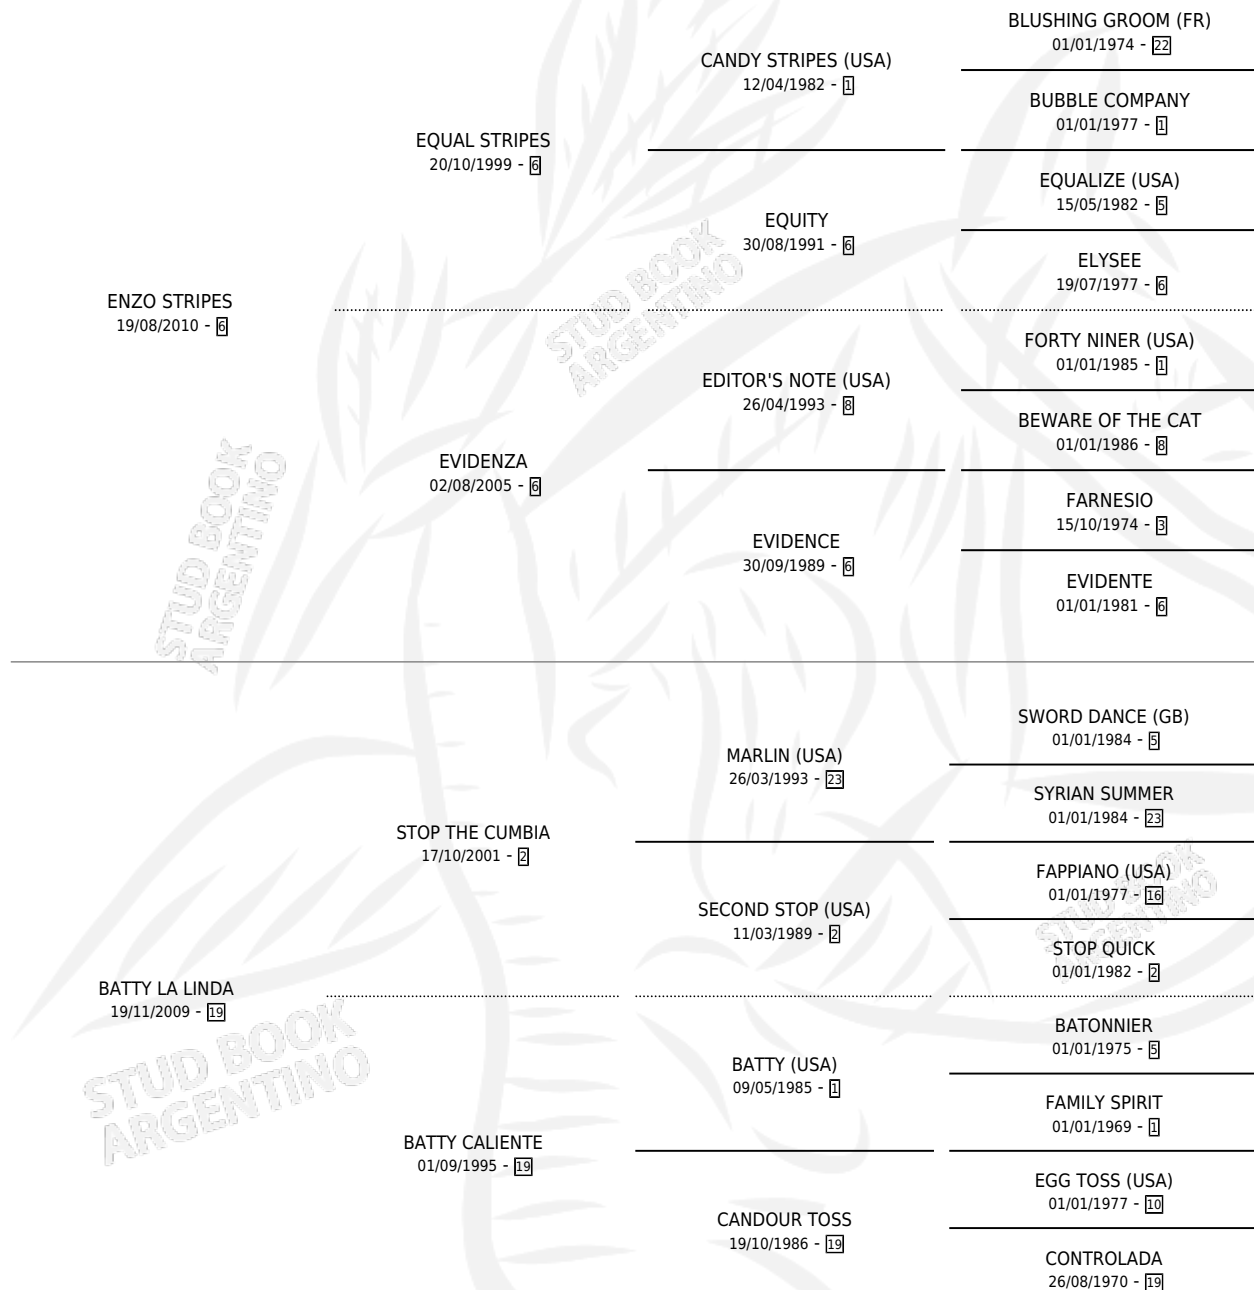 BLUSHING GROOM (FR)
01/01/1974 - 22
CANDY STRIPES (USA)
12/04/1982 - 1
BUBBLE COMPANY
01/01/1977 - 1
EQUAL STRIPES
20/10/1999 - 6
EQUALIZE (USA)
15/05/1982 - 5
EQUITY
30/08/1991 - 6
ELYSEE
19/07/1977 - 6
ENZO STRIPES
19/08/2010 - 6
FORTY NINER (USA)
01/01/1985 - 1
EDITOR'S NOTE (USA)
26/04/1993 - 8
BEWARE OF THE CAT
01/01/1986 - 8
EVIDENZA
02/08/2005 - 6
FARNESIO
15/10/1974 - 3
EVIDENCE
30/09/1989 - 6
EVIDENTE
01/01/1981 - 6
SWORD DANCE (GB)
01/01/1984 - 5
MARLIN (USA)
26/03/1993 - 23
SYRIAN SUMMER
01/01/1984 - 23
STOP THE CUMBIA
17/10/2001 - 2
FAPPIANO (USA)
01/01/1977 - 16
SECOND STOP (USA)
11/03/1989 - 2
STOP QUICK
01/01/1982 - 2
BATTY LA LINDA
19/11/2009 - 19
BATONNIER
01/01/1975 - 5
BATTY (USA)
09/05/1985 - 1
FAMILY SPIRIT
01/01/1969 - 1
BATTY CALIENTE
01/09/1995 - 19
EGG TOSS (USA)
01/01/1977 - 10
CANDOUR TOSS
19/10/1986 - 19
CONTROLADA
26/08/1970 - 19
STUD BOOK
ARGENTINO
STUD BOOK
ARGENTINO
STUD BOOK
ARGENTINO
STUD BOOK
ARGENTINO